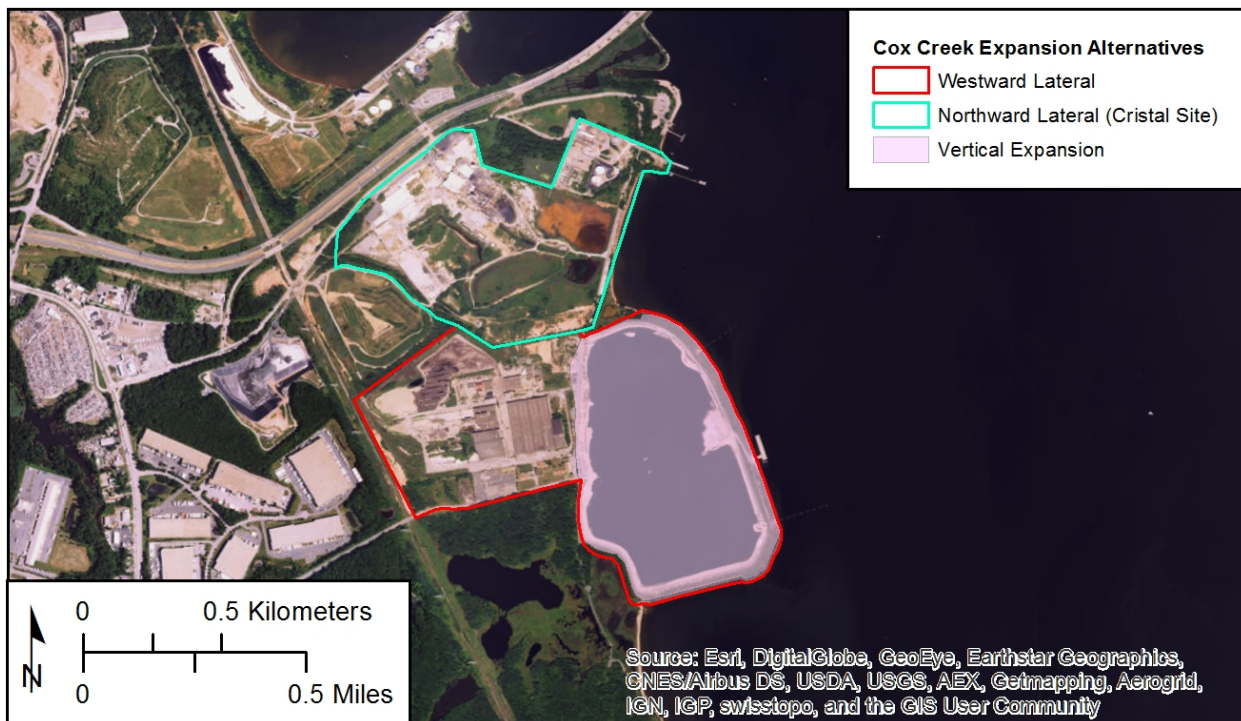 Cox Creek Expansion Alternatives
Westward Lateral
Northward Lateral (Cristal Site)
Vertical Expansion
0 0.5 Kilometers
0 0.5 Miles
N
Source: Esri, DigitalGlobe, GeoEye, Earthstar Geographics,
CNES/Airbus DS, USDA, USGS, AEX, Getmapping, Aerogrid,
IGN, IGP, swisstopo, and the GIS User Community